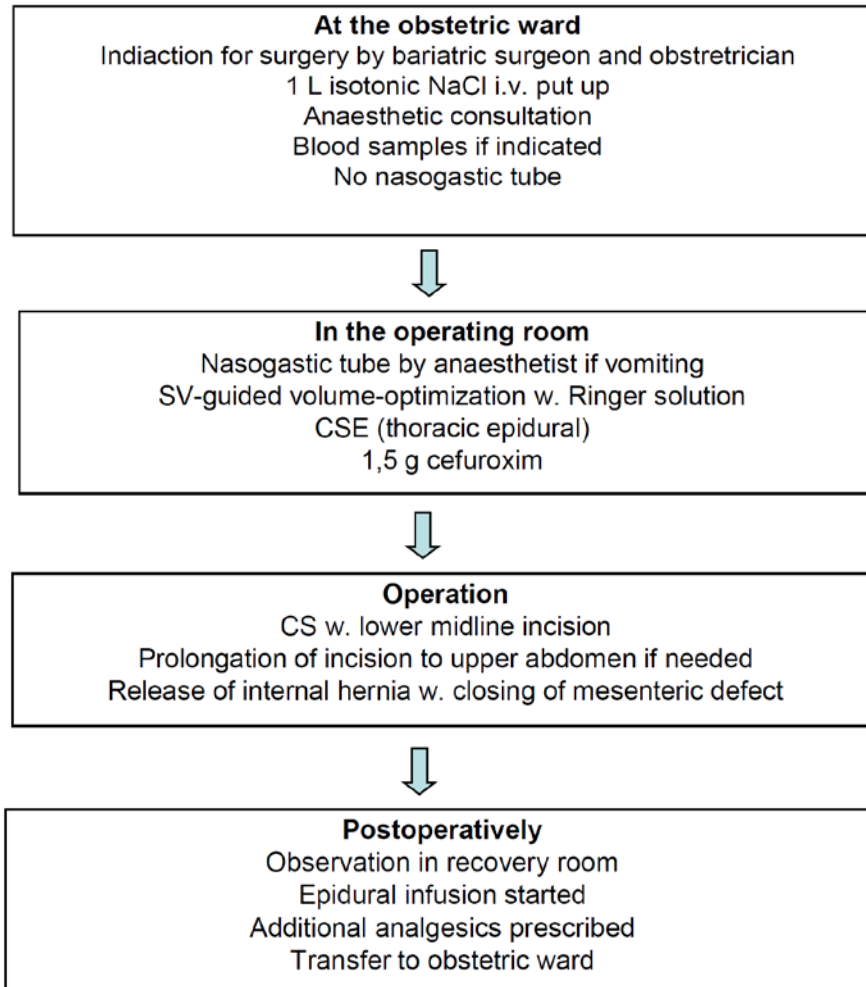 At the obstetric ward
Indiaction for surgery by bariatric surgeon and obstretrician
1 L isotonic NaCl i.v. put up
Anaesthetic consultation
Blood samples if indicated
No nasogastic tube
In the operating room
Nasogastic tube by anaesthetist if vomiting
SV-guided volume-optimization w. Ringer solution
CSE (thoracic epidural)
1,5 g cefuroxim
Operation
CS w. lower midline incision
Prolongation of incision to upper abdomen if needed
Release of internal hernia w. closing of mesenteric defect
Postoperatively
Observation in recovery room
Epidural infusion started
Additional analgesics prescribed
Transfer to obstetric ward